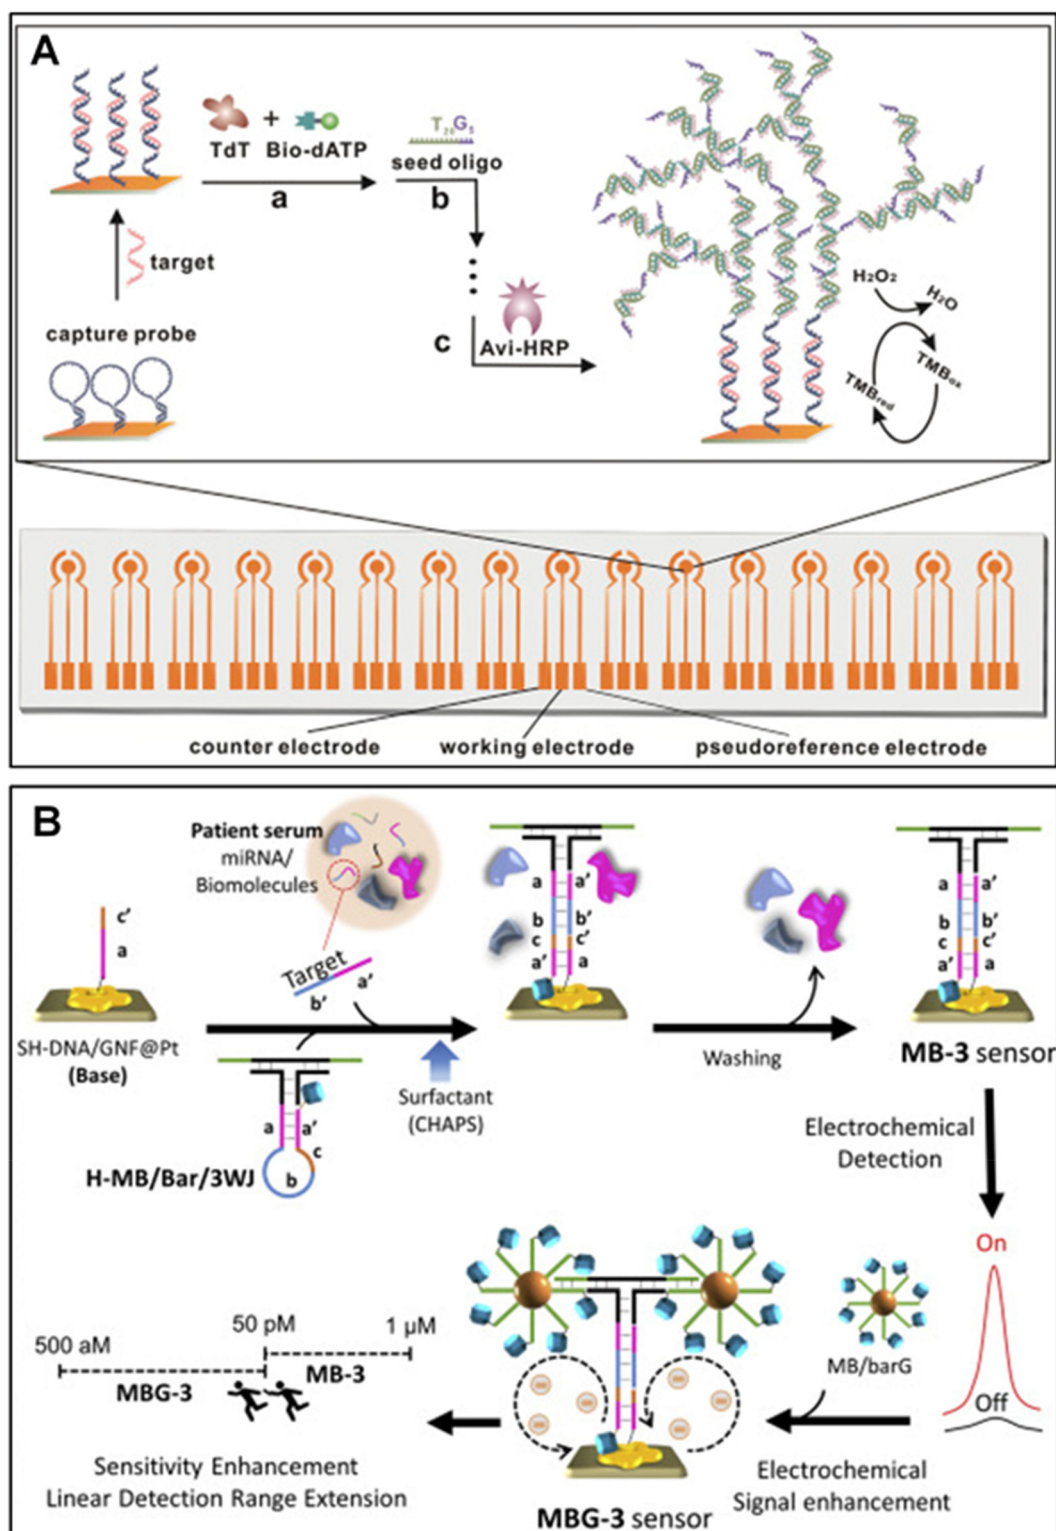 A
TdT + Bio-dATP
a
T₂₀G₅
seed oligo
b
target
capture probe
c
Avi-HRP
H₂O₂
H₂O
TMBred
TMBox
counter electrode
working electrode
pseudoreference electrode
B
Patient serum
miRNA/
Biomolecules
c'
a
SH-DNA/GNF@Pt
(Base)
Target
b'
a'
a
a'
c
b
H-MB/Bar/3WJ
Surfactant
(CHAPS)
a a'
b b'
c c'
a' a
Washing
a a'
b b'
c c'
a' a
MB-3 sensor
Electrochemical
Detection
On
Off
MB/barG
Electrochemical
Signal enhancement
MBG-3 sensor
500 aM
50 pM
1 μM
MBG-3
MB-3
Sensitivity Enhancement
Linear Detection Range Extension